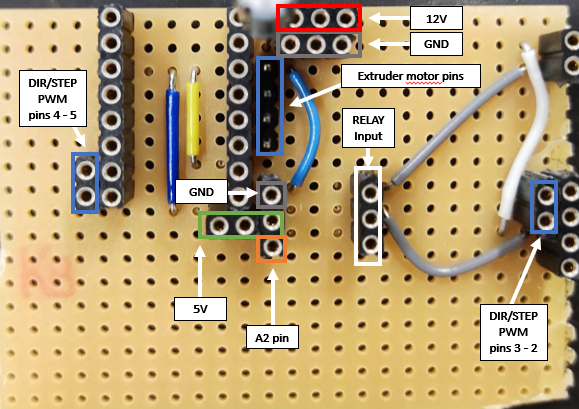 12V
GND
Extruder motor pins
DIR/STEP
PWM
pins 4 - 5
RELAY
Input
GND
5V
A2 pin
DIR/STEP
PWM
pins 3 - 2